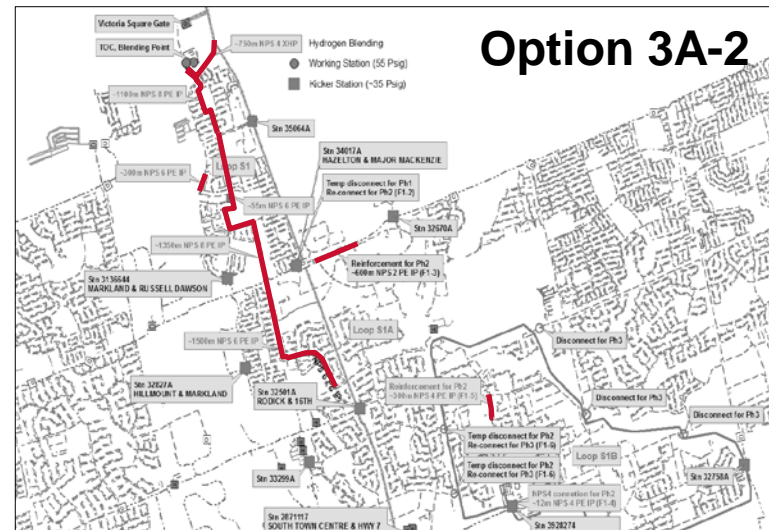 Option 3A-2
Victoria Square Gate
TOC, Blending Point
~750m NPS 4 XHP
Hydrogen Blending
Working Station (55 Psig)
Kicker Station (~35 Psig)
~1100m NPS 8 PE IP
Stn 35064A
Stn 34017A
HAZELTON & MAJOR MACKENZIE
Loop S1
~300m NPS 6 PE IP
Temp disconnect for Ph1
Re-connect for Ph2 (F1-2)
~55m NPS 6 PE IP
Stn 32670A
~1350m NPS 8 PE IP
Reinforcement for Ph2
~600m NPS 2 PE IP (F1-3)
Stn 3136644
MARKLAND & RUSSELL DAWSON
Loop S1A
~1500m NPS 6 PE IP
Disconnect for Ph3
Stn 32827A
HILLMOUNT & MARKLAND
Stn 32501A
RODICK & 16TH
Reinforcement for Ph2
~300m NPS 4 PE IP (F1-5)
Disconnect for Ph3
Disconnect for Ph3
Temp disconnect for Ph2
Re-connect for Ph3 (F1-5)
Loop S1B
Temp disconnect for Ph2
Re-connect for Ph3 (F1-6)
Stn 33299A
Stn 32758A
NPS4 connection for Ph2
~12m NPS 4 PE IP (F1-4)
Stn 2871117
SOUTH TOWN CENTRE & HWY 7
Stn 3928274